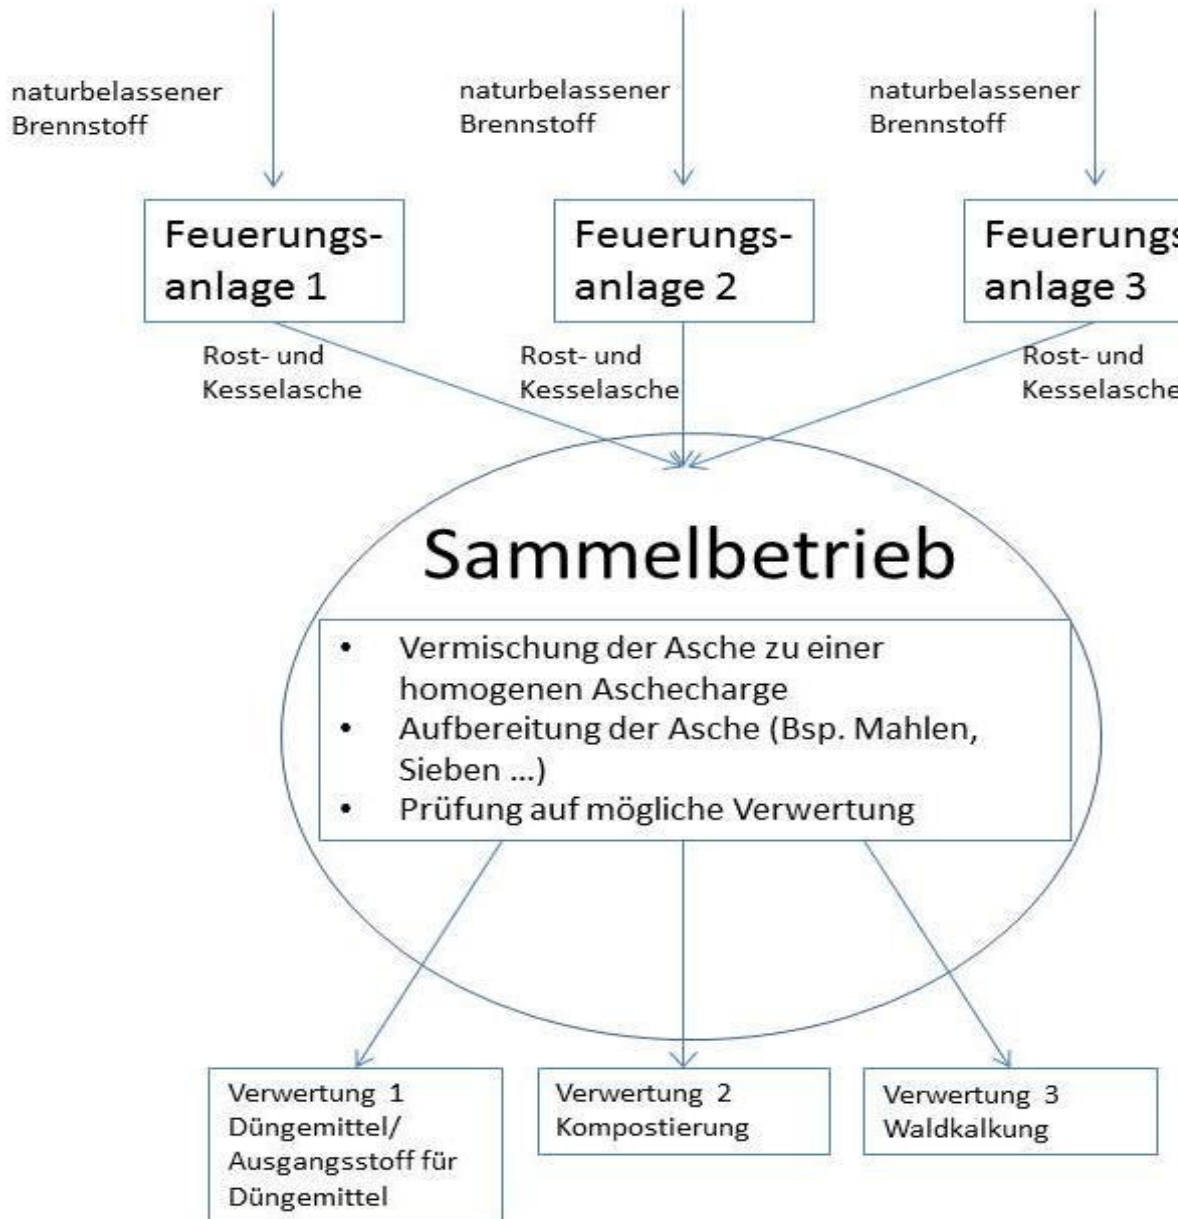 naturbelassener
Brennstoff
naturbelassener
Brennstoff
naturbelassener
Brennstoff
Feuerungs-
anlage 1
Feuerungs-
anlage 2
Feuerungs
anlage 3
Rost- und
Kesselasche
Rost- und
Kesselasche
Rost- und
Kesselasche
Sammelbetrieb
• Vermischung der Asche zu einer
homogenen Aschecharge
• Aufbereitung der Asche (Bsp. Mahlen,
Sieben ...)
• Prüfung auf mögliche Verwertung
Verwertung 1
Düngemittel/
Ausgangsstoff für
Düngemittel
Verwertung 2
Kompostierung
Verwertung 3
Waldkalkung